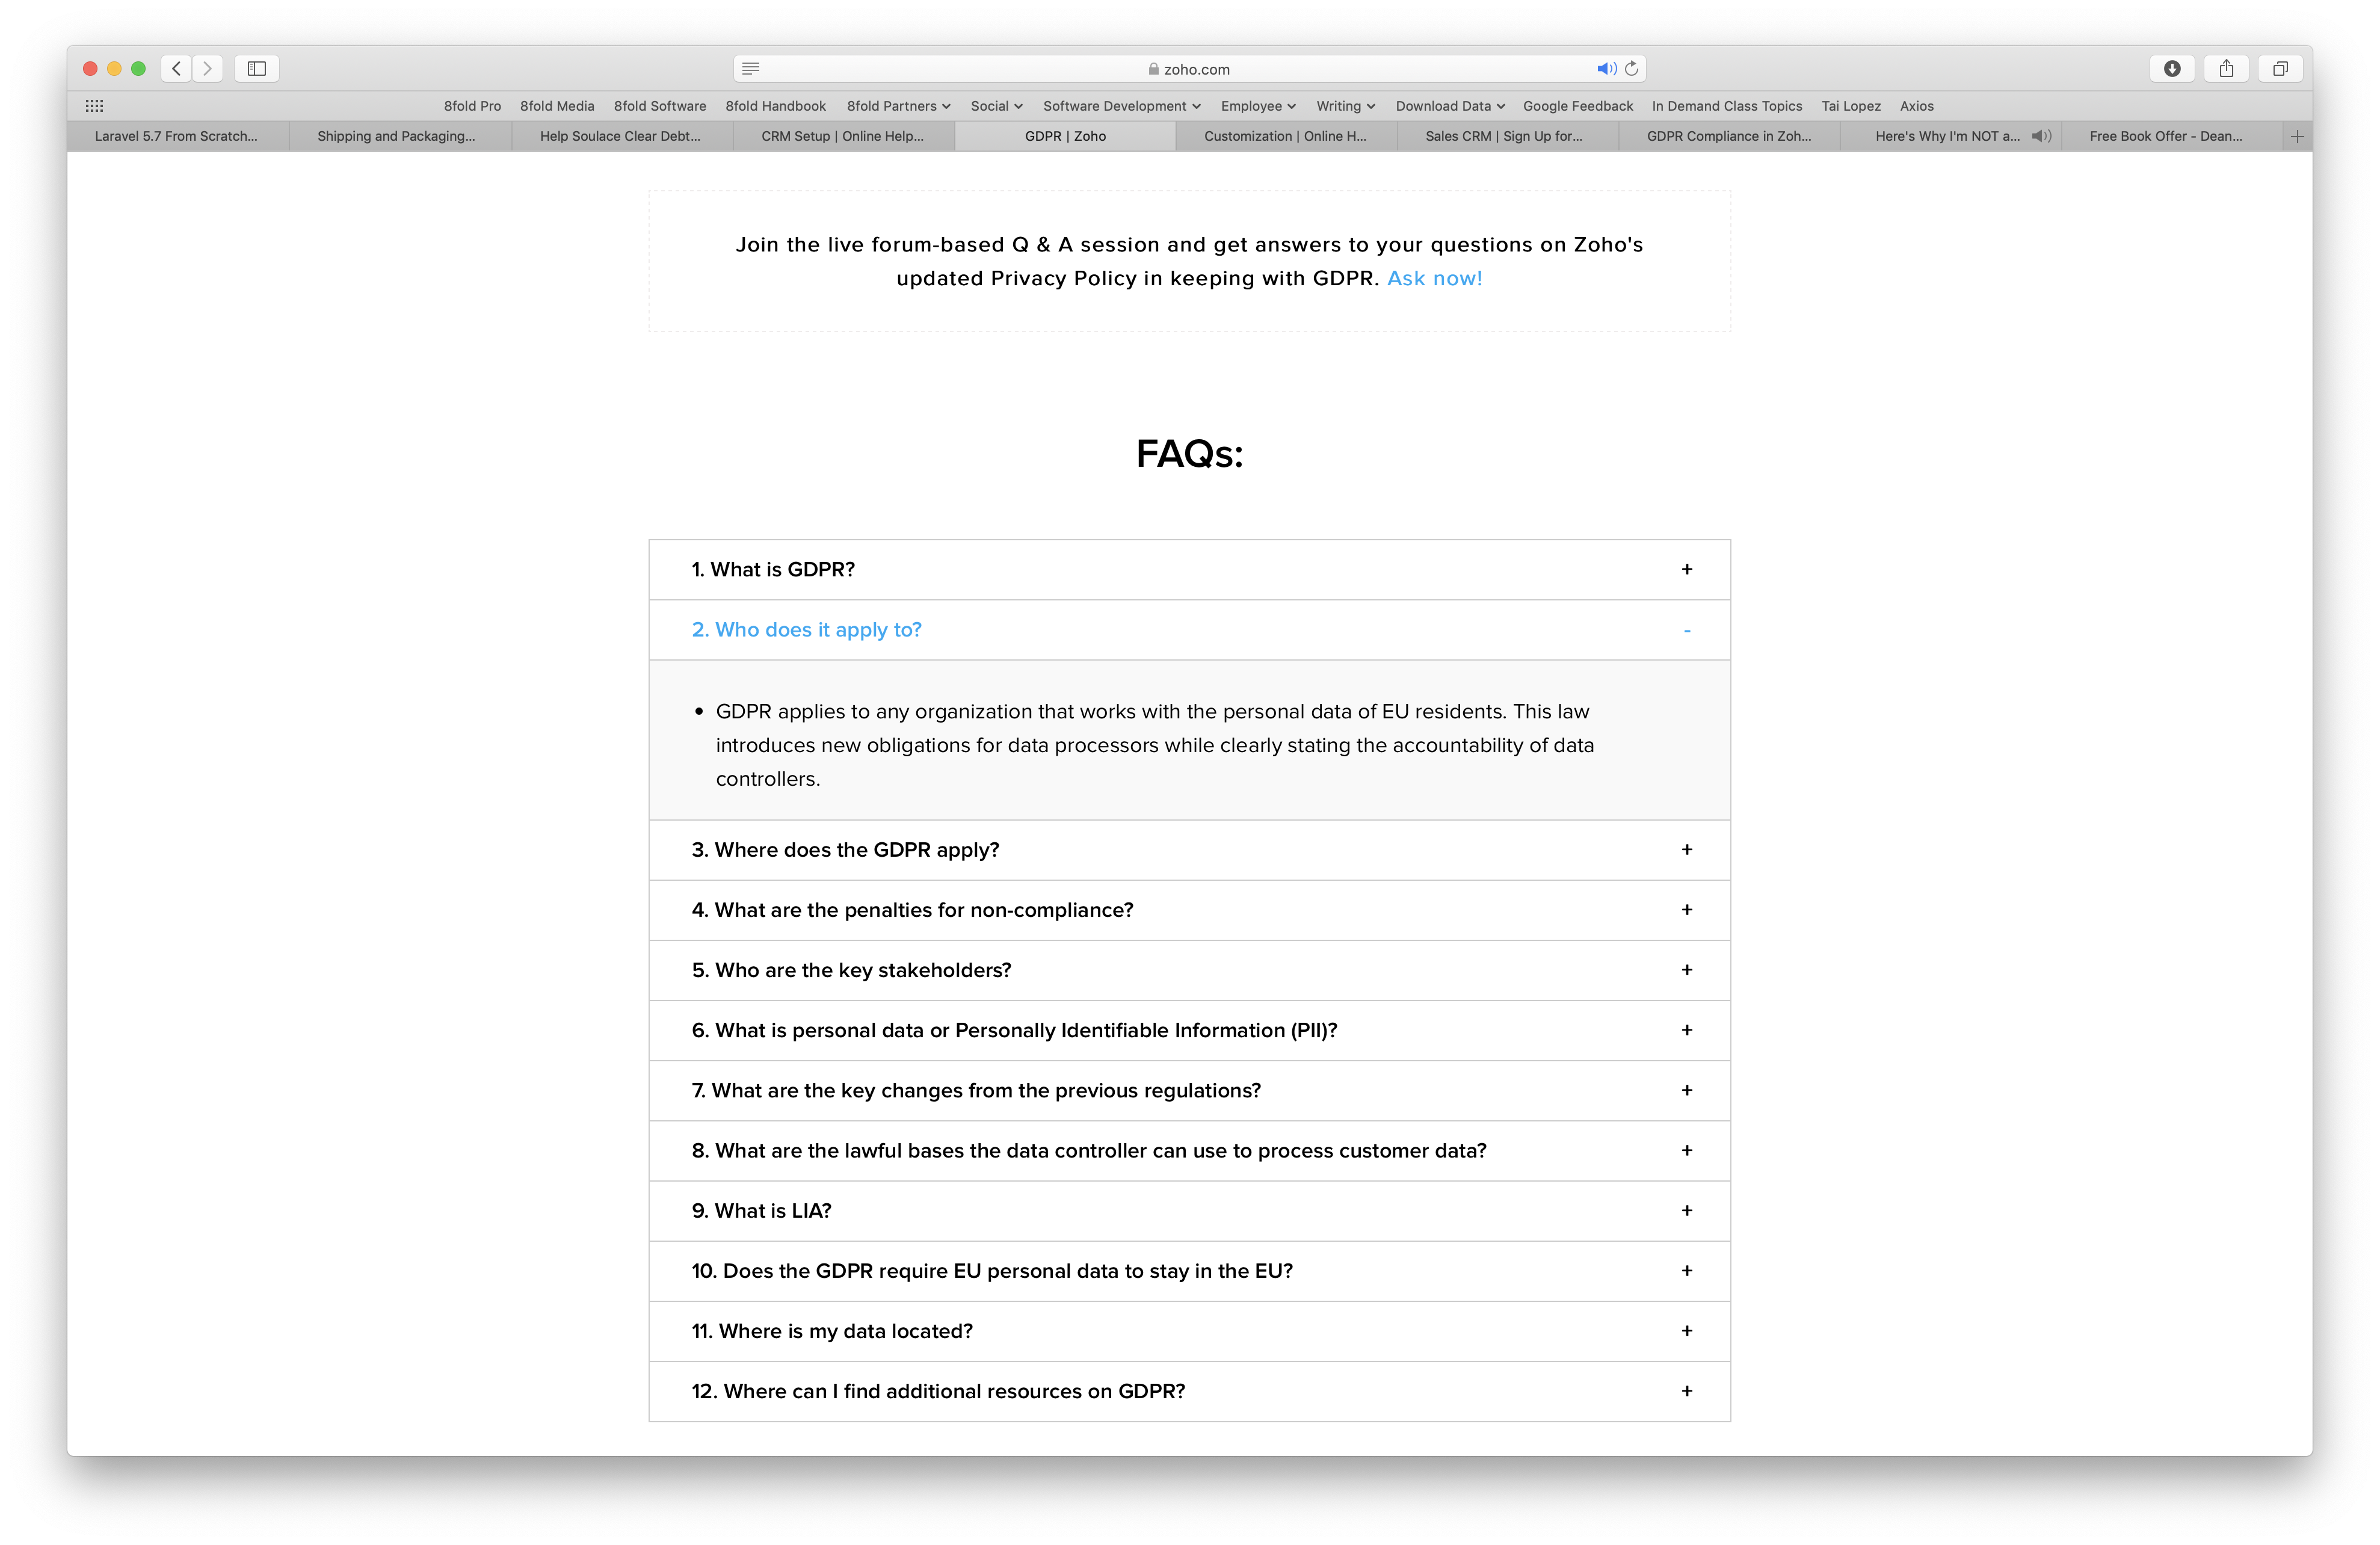 zoho.com
8fold Pro 8fold Media 8fold Software 8fold Handbook 8fold Partners Social Software Development Employee Writing Download Data Google Feedback In Demand Class Topics Tai Lopez Axios
Laravel 5.7 From Scratch... Shipping and Packaging... Help Soulace Clear Debt... CRM Setup | Online Help... GDPR | Zoho Customization | Online H... Sales CRM | Sign Up for... GDPR Compliance in Zoh... Here's Why I'm NOT a... Free Book Offer - Dean...
Join the live forum-based Q & A session and get answers to your questions on Zoho's
updated Privacy Policy in keeping with GDPR. Ask now!
FAQs:
1. What is GDPR? +
2. Who does it apply to? -
• GDPR applies to any organization that works with the personal data of EU residents. This law
introduces new obligations for data processors while clearly stating the accountability of data
controllers.
3. Where does the GDPR apply? +
4. What are the penalties for non-compliance? +
5. Who are the key stakeholders? +
6. What is personal data or Personally Identifiable Information (PII)? +
7. What are the key changes from the previous regulations? +
8. What are the lawful bases the data controller can use to process customer data? +
9. What is LIA? +
10. Does the GDPR require EU personal data to stay in the EU? +
11. Where is my data located? +
12. Where can I find additional resources on GDPR? +